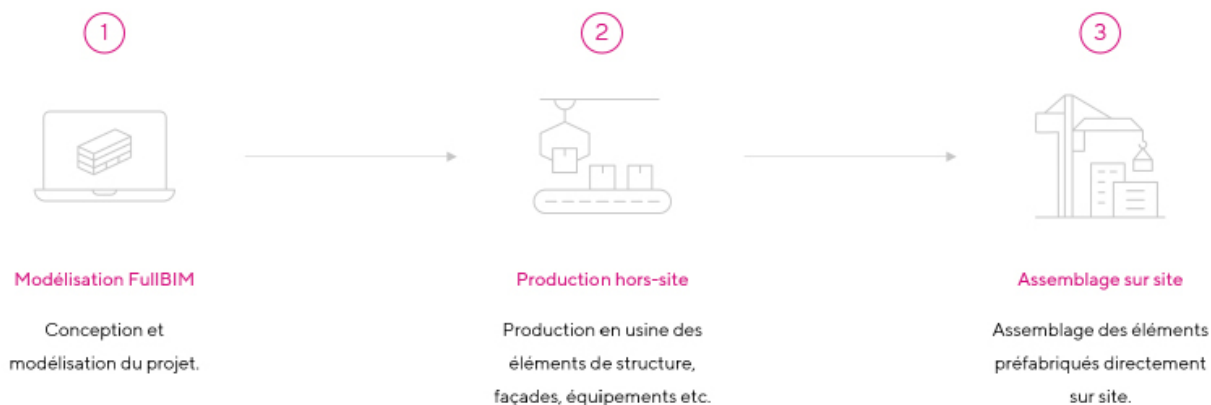 1
2
3
Modélisation FullBIM
Conception et
modélisation du projet.
Production hors-site
Production en usine des
éléments de structure,
façades, équipements etc.
Assemblage sur site
Assemblage des éléments
préfabriqués directement
sur site.